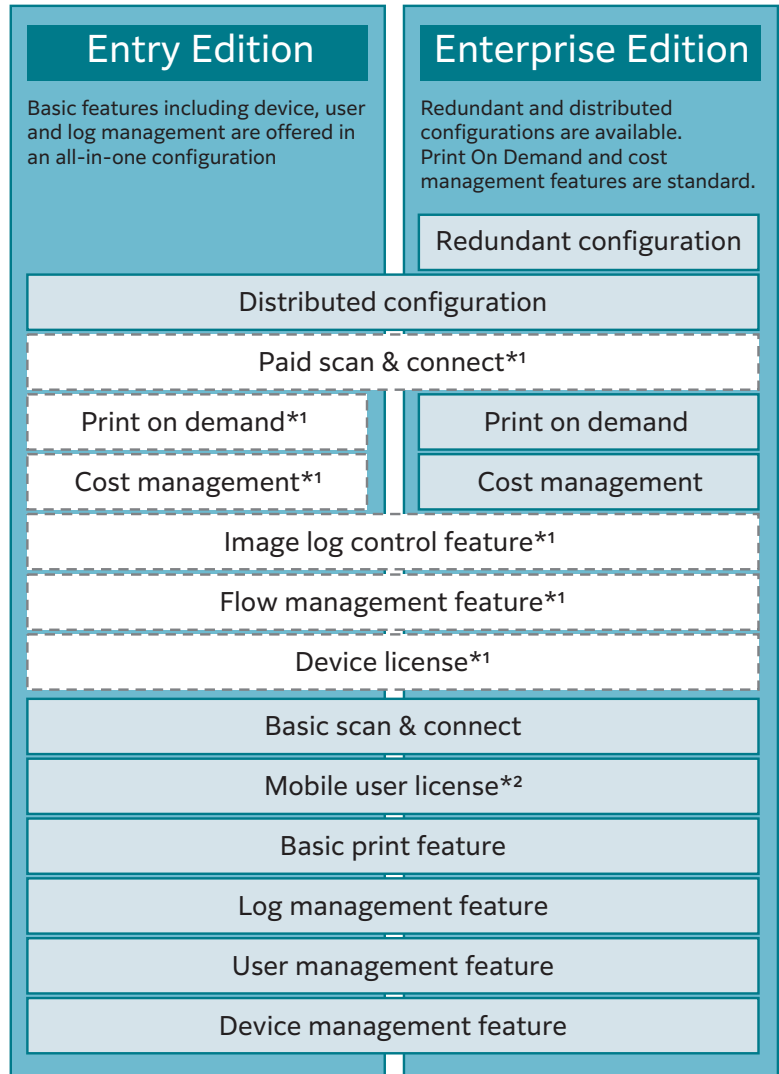 Entry Edition
Basic features including device, user
and log management are offered in
an all-in-one configuration
Enterprise Edition
Redundant and distributed
configurations are available.
Print On Demand and cost
management features are standard.
Redundant configuration
Distributed configuration
Paid scan & connect*¹
Print on demand*¹
Print on demand
Cost management*¹
Cost management
Image log control feature*¹
Flow management feature*¹
Device license*¹
Basic scan & connect
Mobile user license*²
Basic print feature
Log management feature
User management feature
Device management feature